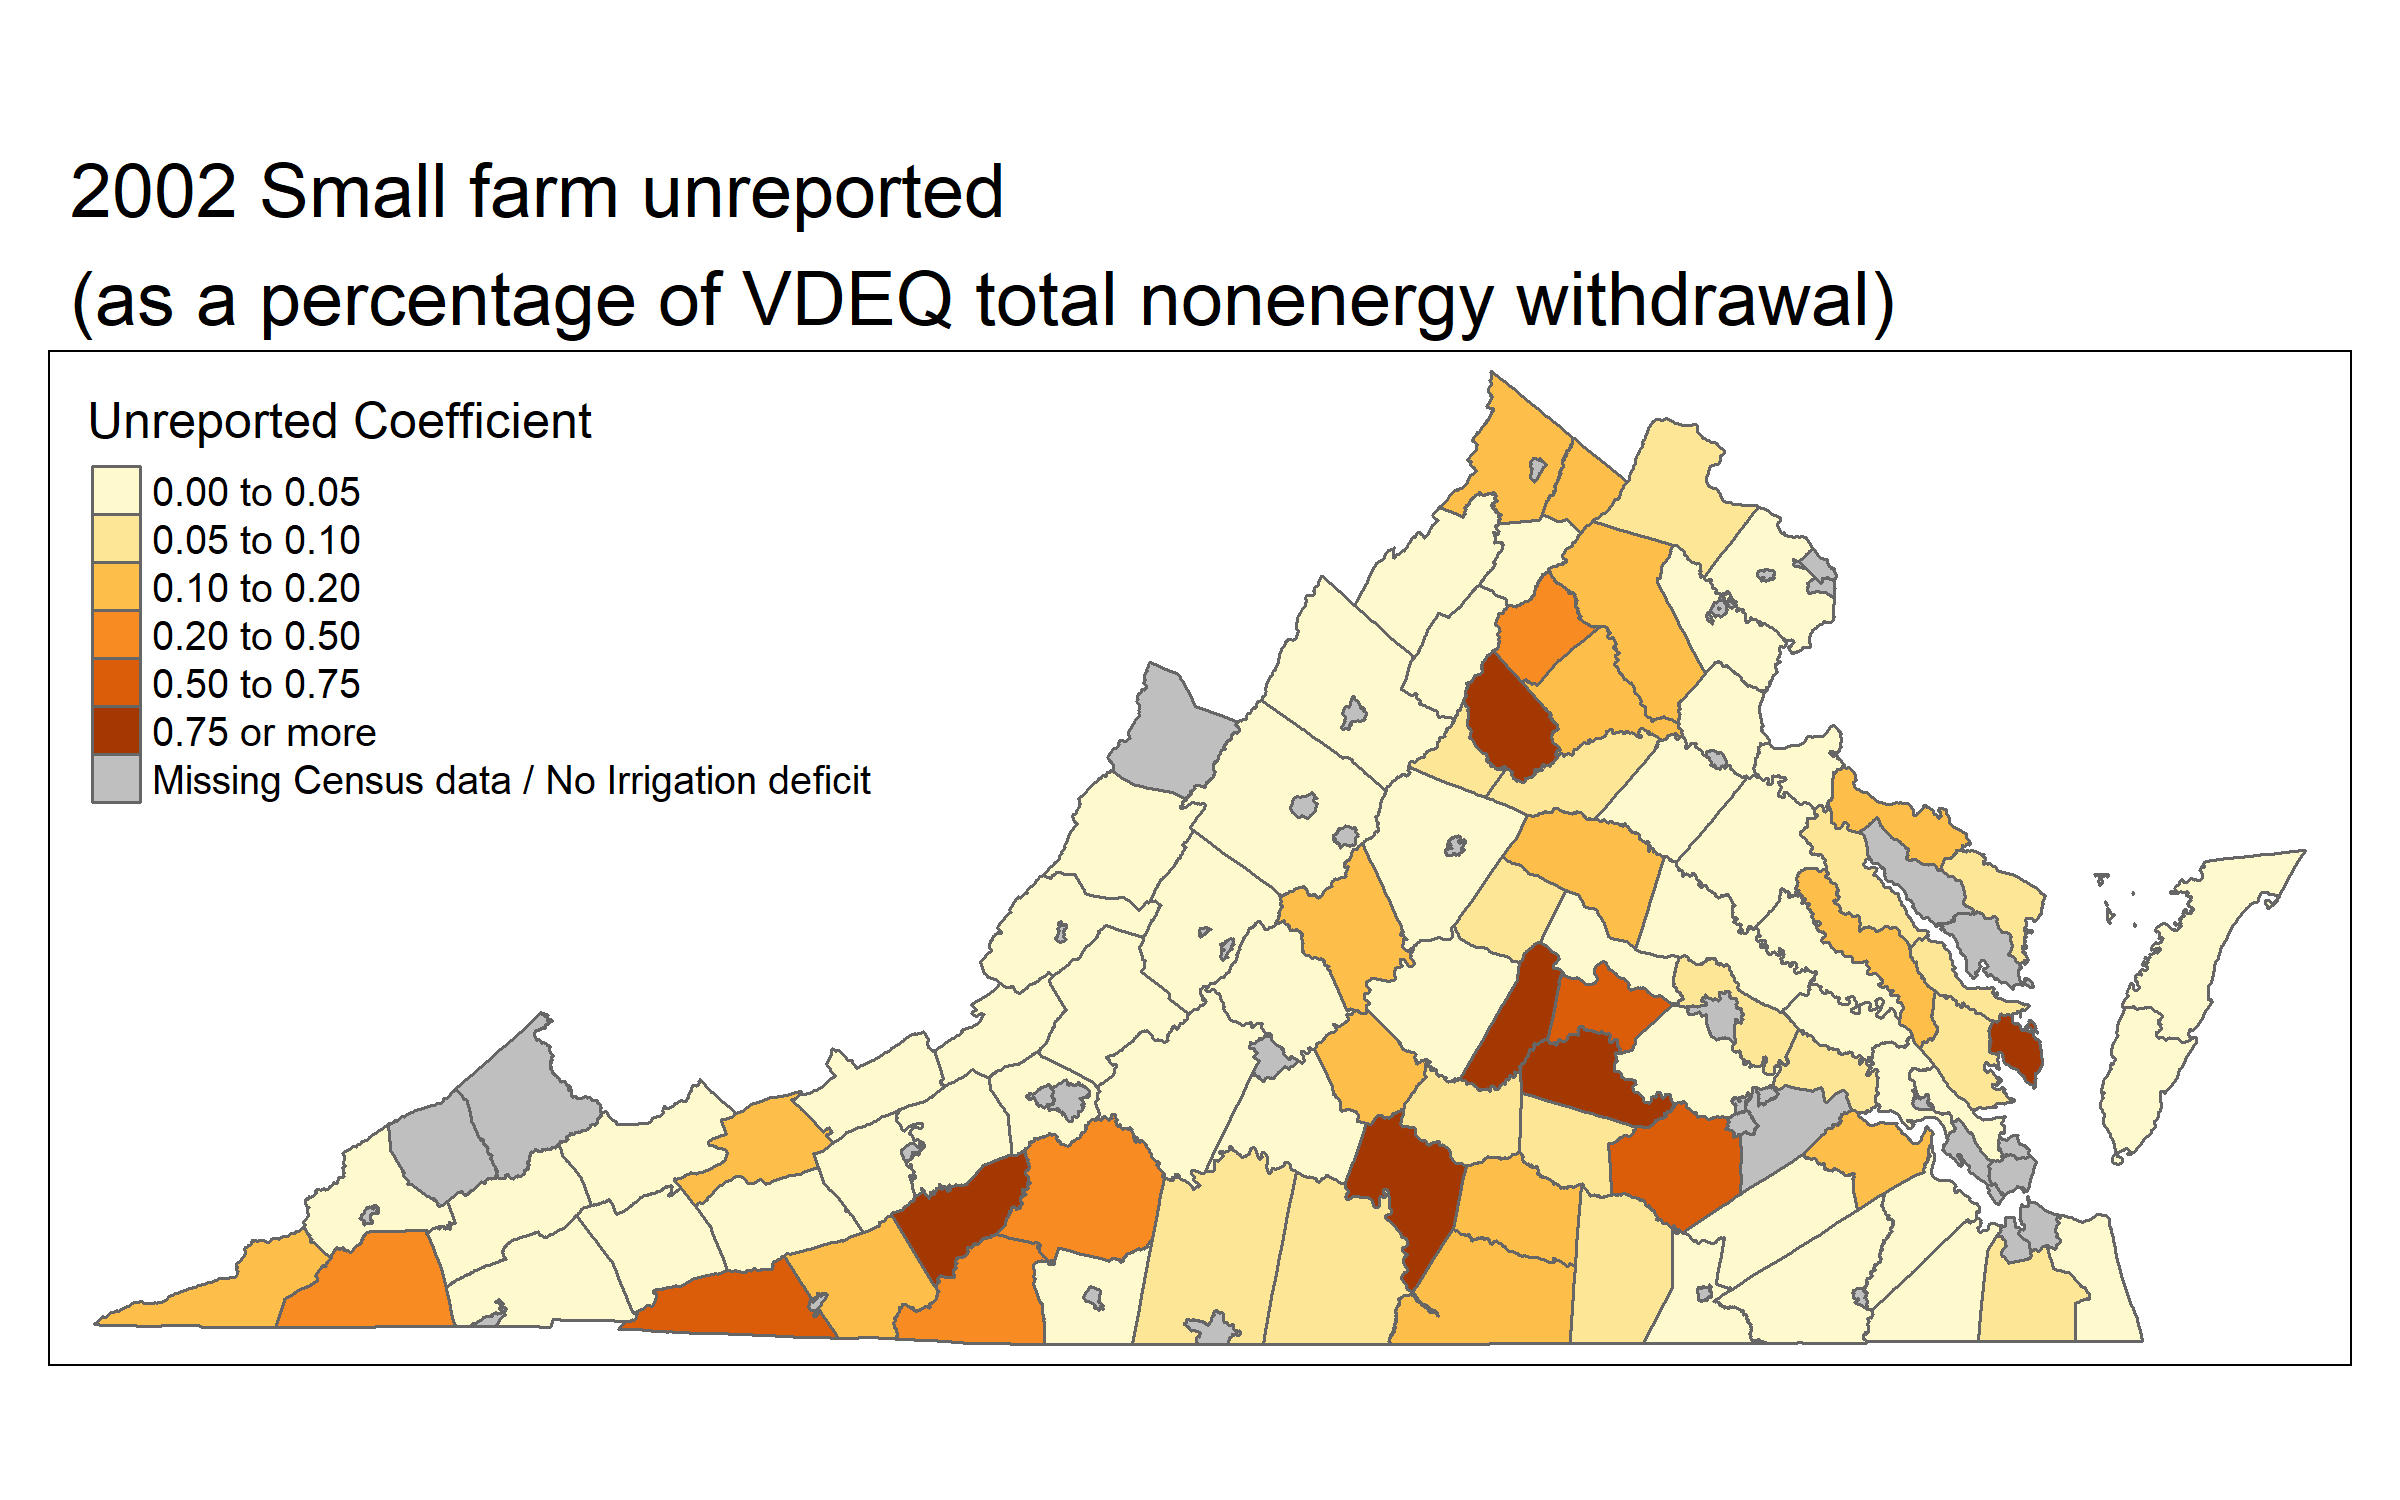 2002 Small farm unreported
(as a percentage of VDEQ total nonenergy withdrawal)
Unreported Coefficient
0.00 to 0.05
0.05 to 0.10
0.10 to 0.20
0.20 to 0.50
0.50 to 0.75
0.75 or more
Missing Census data / No Irrigation deficit